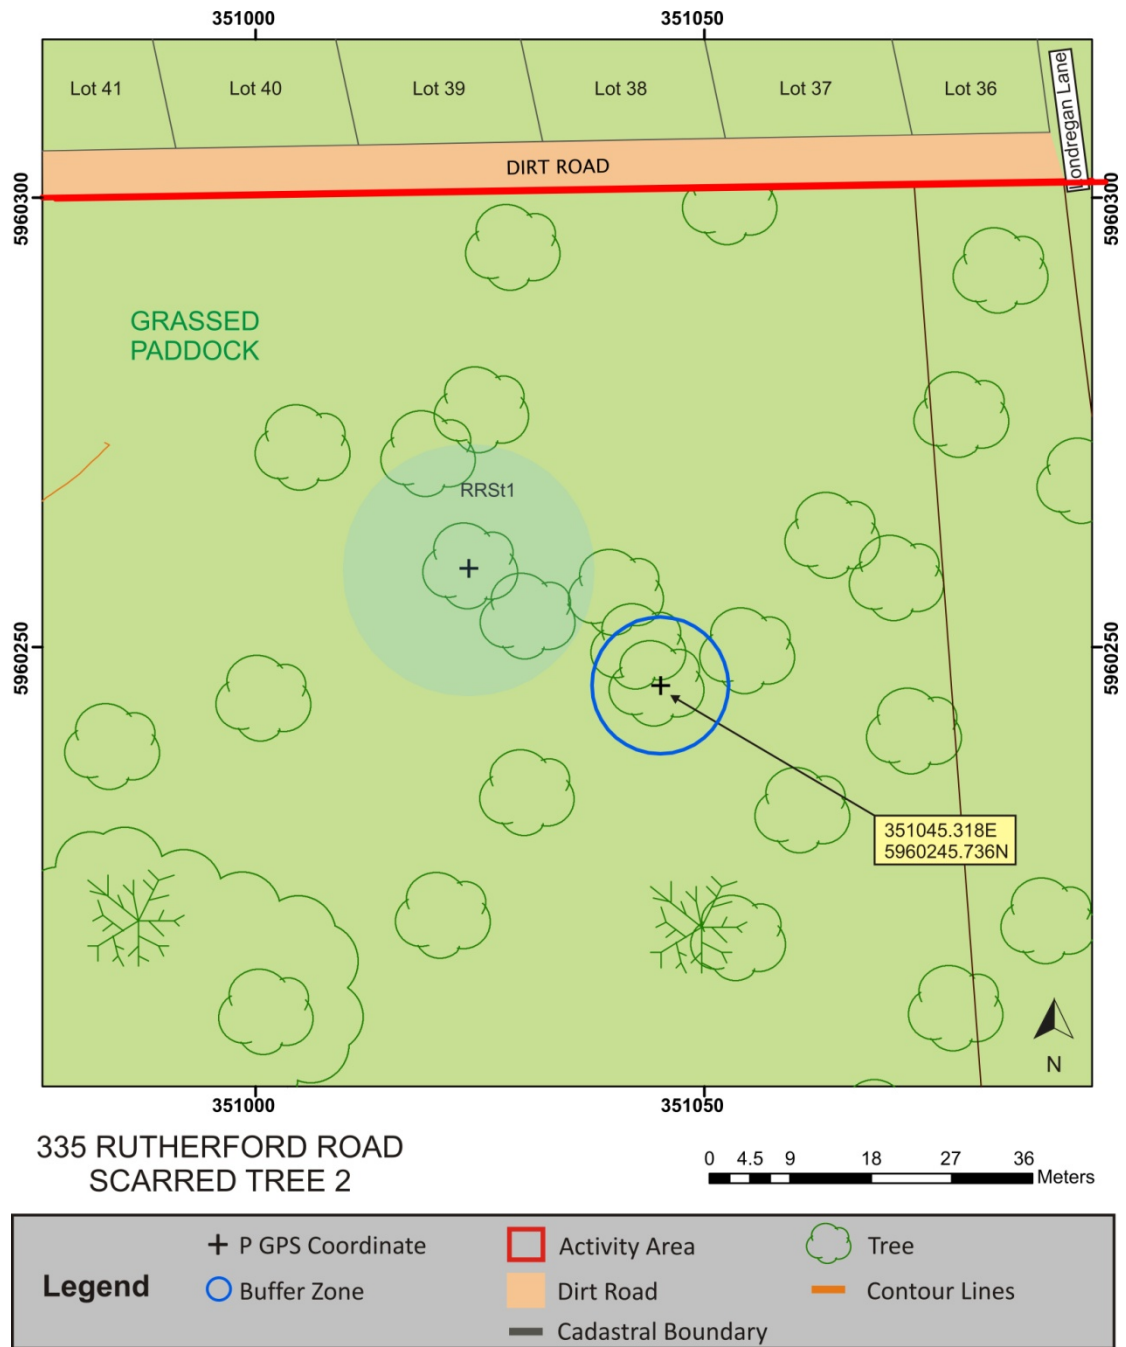 351000
351050
Lot 41
Lot 40
Lot 39
Lot 38
Lot 37
Lot 36
Londregan Lane
DIRT ROAD
5960300
5960300
GRASSED
PADDOCK
RRSt1
5960250
5960250
351045.318E
5960245.736N
N
351000
351050
335 RUTHERFORD ROAD
SCARRED TREE 2
0 4.5 9 18 27 36
Meters
Legend
P GPS Coordinate
Activity Area
Tree
Buffer Zone
Dirt Road
Contour Lines
Cadastral Boundary